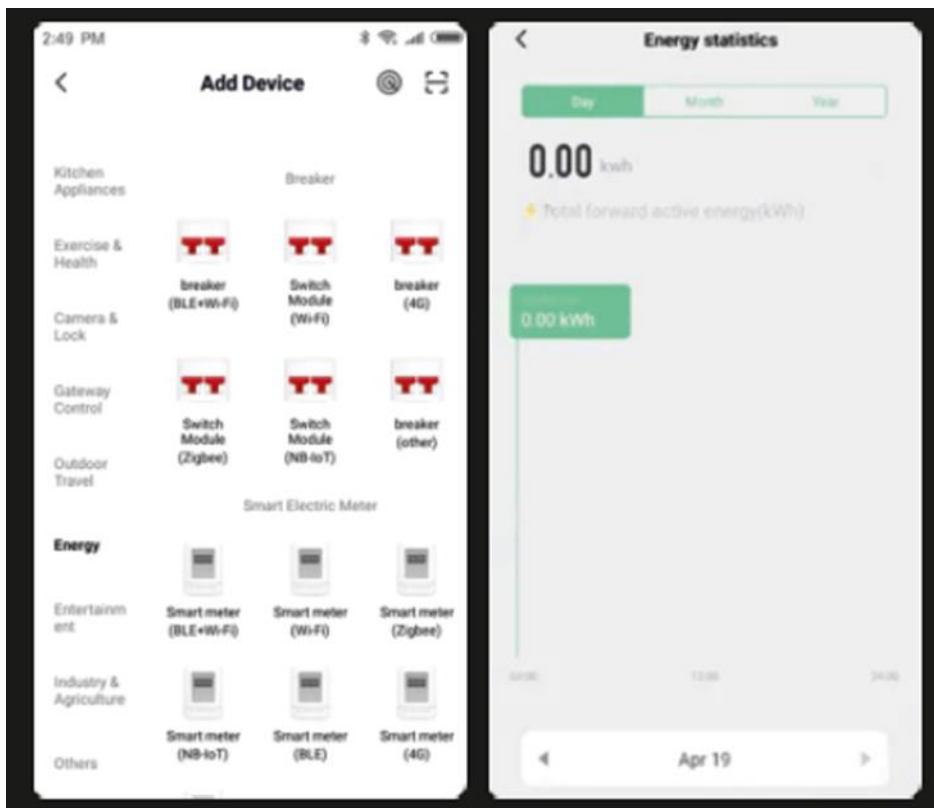 2:49 PM
Add Device
Kitchen
Appliances
Exercise &
Health
Camera &
Lock
Gateway
Control
Outdoor
Travel
Energy
Entertainm
ent
Industry &
Agriculture
Others
Breaker
breaker
(BLE+Wi-Fi)
Switch
Module
(Wi-Fi)
breaker
(4G)
Switch
Module
(Zigbee)
Switch
Module
(NB-IoT)
breaker
(other)
Smart Electric Meter
Smart meter
(BLE+Wi-Fi)
Smart meter
(Wi-Fi)
Smart meter
(Zigbee)
Smart meter
(NB-IoT)
Smart meter
(BLE)
Smart meter
(4G)
Energy statistics
Day
Month
Year
0.00 kwh
Total forward active energy(kWh)
0.00 kWh
12:00
24:00
Apr 19